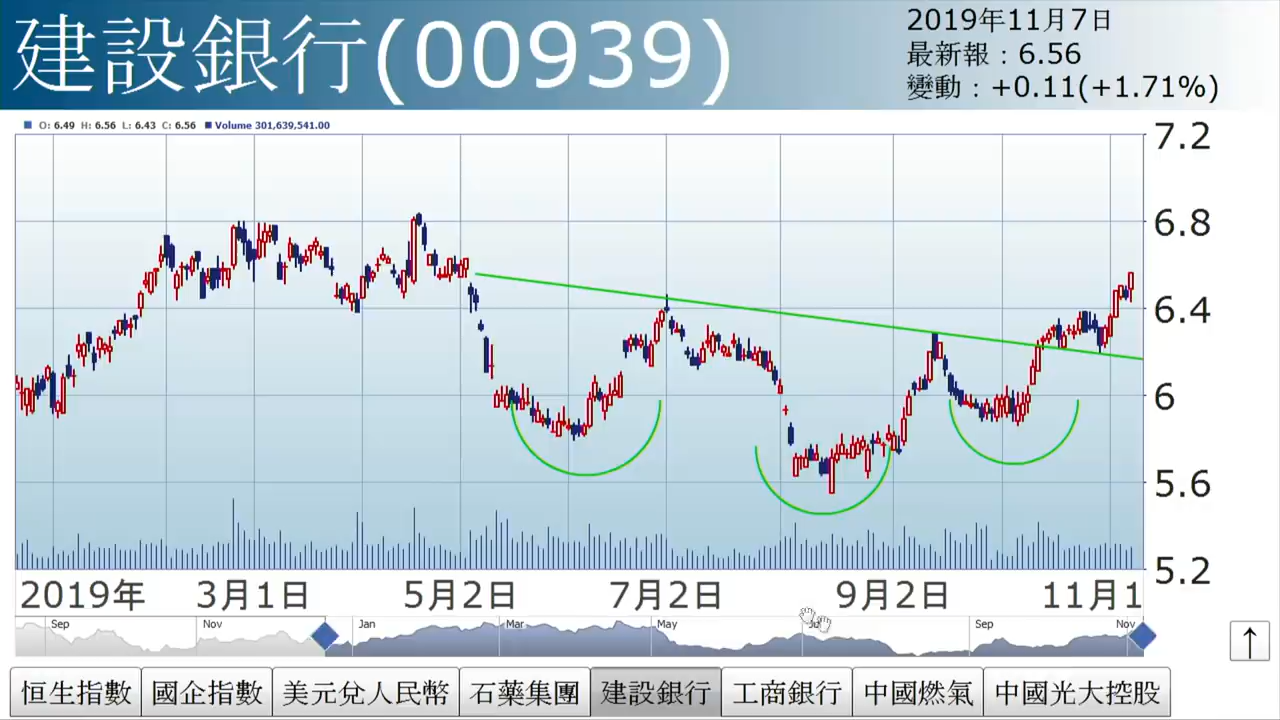 建設銀行(00939)
2019年11月7日
最新報：6.56
變動：+0.11(+1.71%)
O: 6.49 H: 6.56 L: 6.43 C: 6.56 Volume 301,639,541.00
7.2
6.8
6.4
6
5.6
5.2
2019年 3月1日 5月2日 7月2日 9月2日 11月1
Sep Nov Jan Mar May Sep Nov
↑
恒生指數 國企指數 美元兌人民幣 石藥集團 建設銀行 工商銀行 中國燃氣 中國光大控股